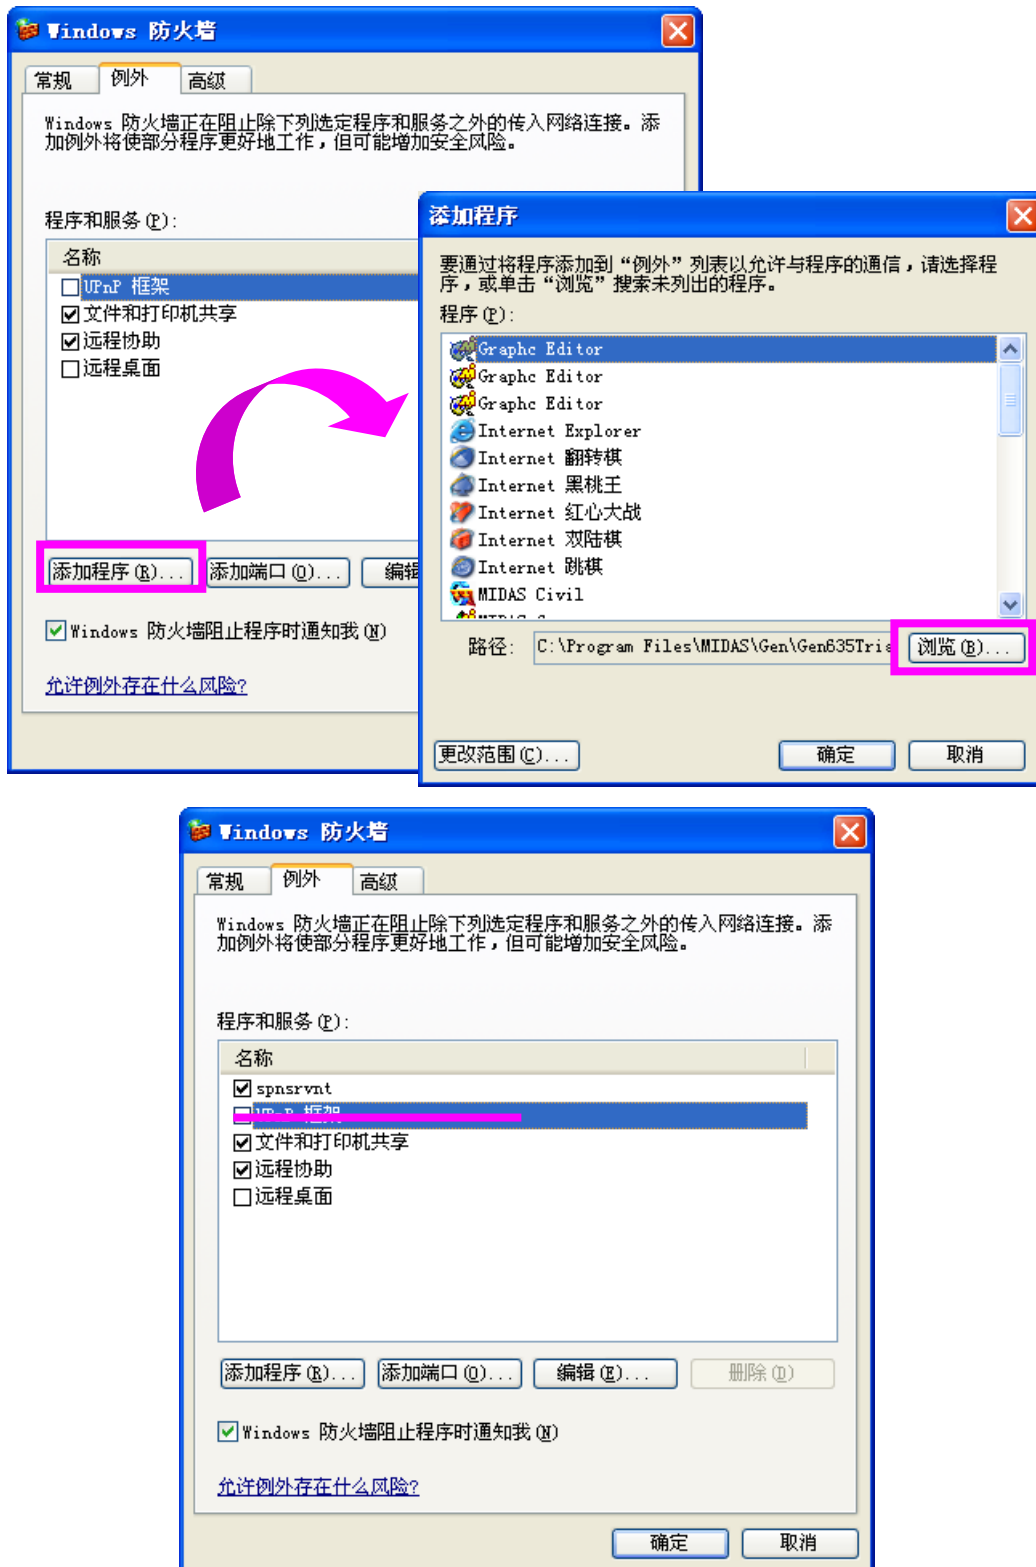 Windows 防火墙
常规
例外
高级
Windows 防火墙正在阻止除下列选定程序和服务之外的传入网络连接。添
加例外将使部分程序更好地工作，但可能增加安全风险。
程序和服务(P):
名称
UPnP 框架
文件和打印机共享
远程协助
远程桌面
添加程序(R)...
添加端口(O)...
编辑
Windows 防火墙阻止程序时通知我(N)
允许例外存在什么风险?
添加程序
要通过将程序添加到“例外”列表以允许与程序的通信，请选择程
序，或单击“浏览”搜索未列出的程序。
程序(P):
Graphc Editor
Graphc Editor
Graphc Editor
Internet Explorer
Internet 翻转棋
Internet 黑桃王
Internet 红心大战
Internet 双陆棋
Internet 跳棋
MIDAS Civil
路径:
C:\Program Files\MIDAS\Gen\Gen635Tria
浏览(B)...
更改范围(C)...
确定
取消
Windows 防火墙
常规
例外
高级
Windows 防火墙正在阻止除下列选定程序和服务之外的传入网络连接。添
加例外将使部分程序更好地工作，但可能增加安全风险。
程序和服务(P):
名称
spnsrvnt
UPnP 框架
文件和打印机共享
远程协助
远程桌面
添加程序(R)...
添加端口(O)...
编辑(E)...
删除(D)
Windows 防火墙阻止程序时通知我(N)
允许例外存在什么风险?
确定
取消